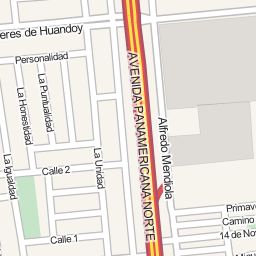 eres de Huandoy
Personalidad
La Puntualidad
La Honestidad
La Igualdad
AVENIDA PANAMERICANA NORTE
Alfredo Mendiola
La Unidad
Calle 2
Primave
Camino
14 de Nov
Calle 1